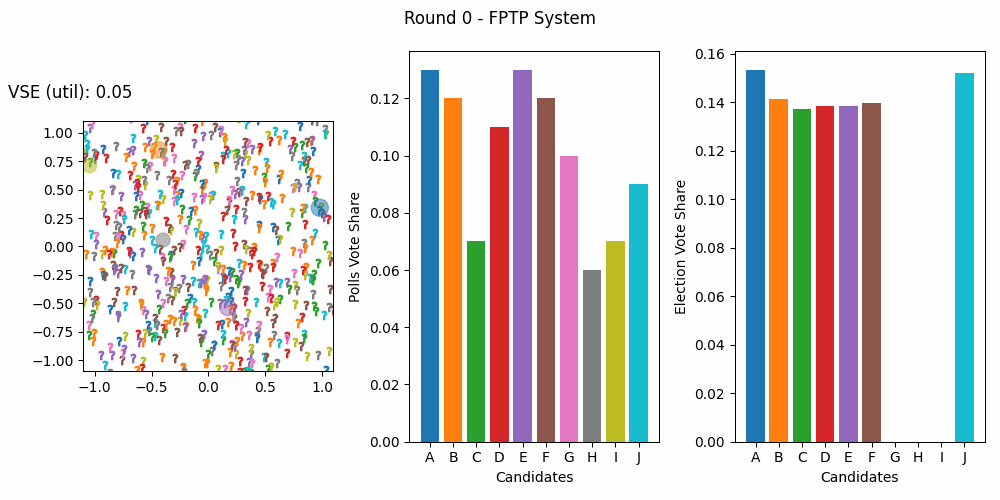 Round 0 - FPTP System
VSE (util): 0.05
1.00
0.75
0.50
0.25
0.00
−0.25
−0.50
−0.75
−1.00
−1.0 −0.5 0.0 0.5 1.0
Polls Vote Share
0.12
0.10
0.08
0.06
0.04
0.02
0.00
A B C D E F G H I J
Candidates
Election Vote Share
0.16
0.14
0.12
0.10
0.08
0.06
0.04
0.02
0.00
A B C D E F G H I J
Candidates